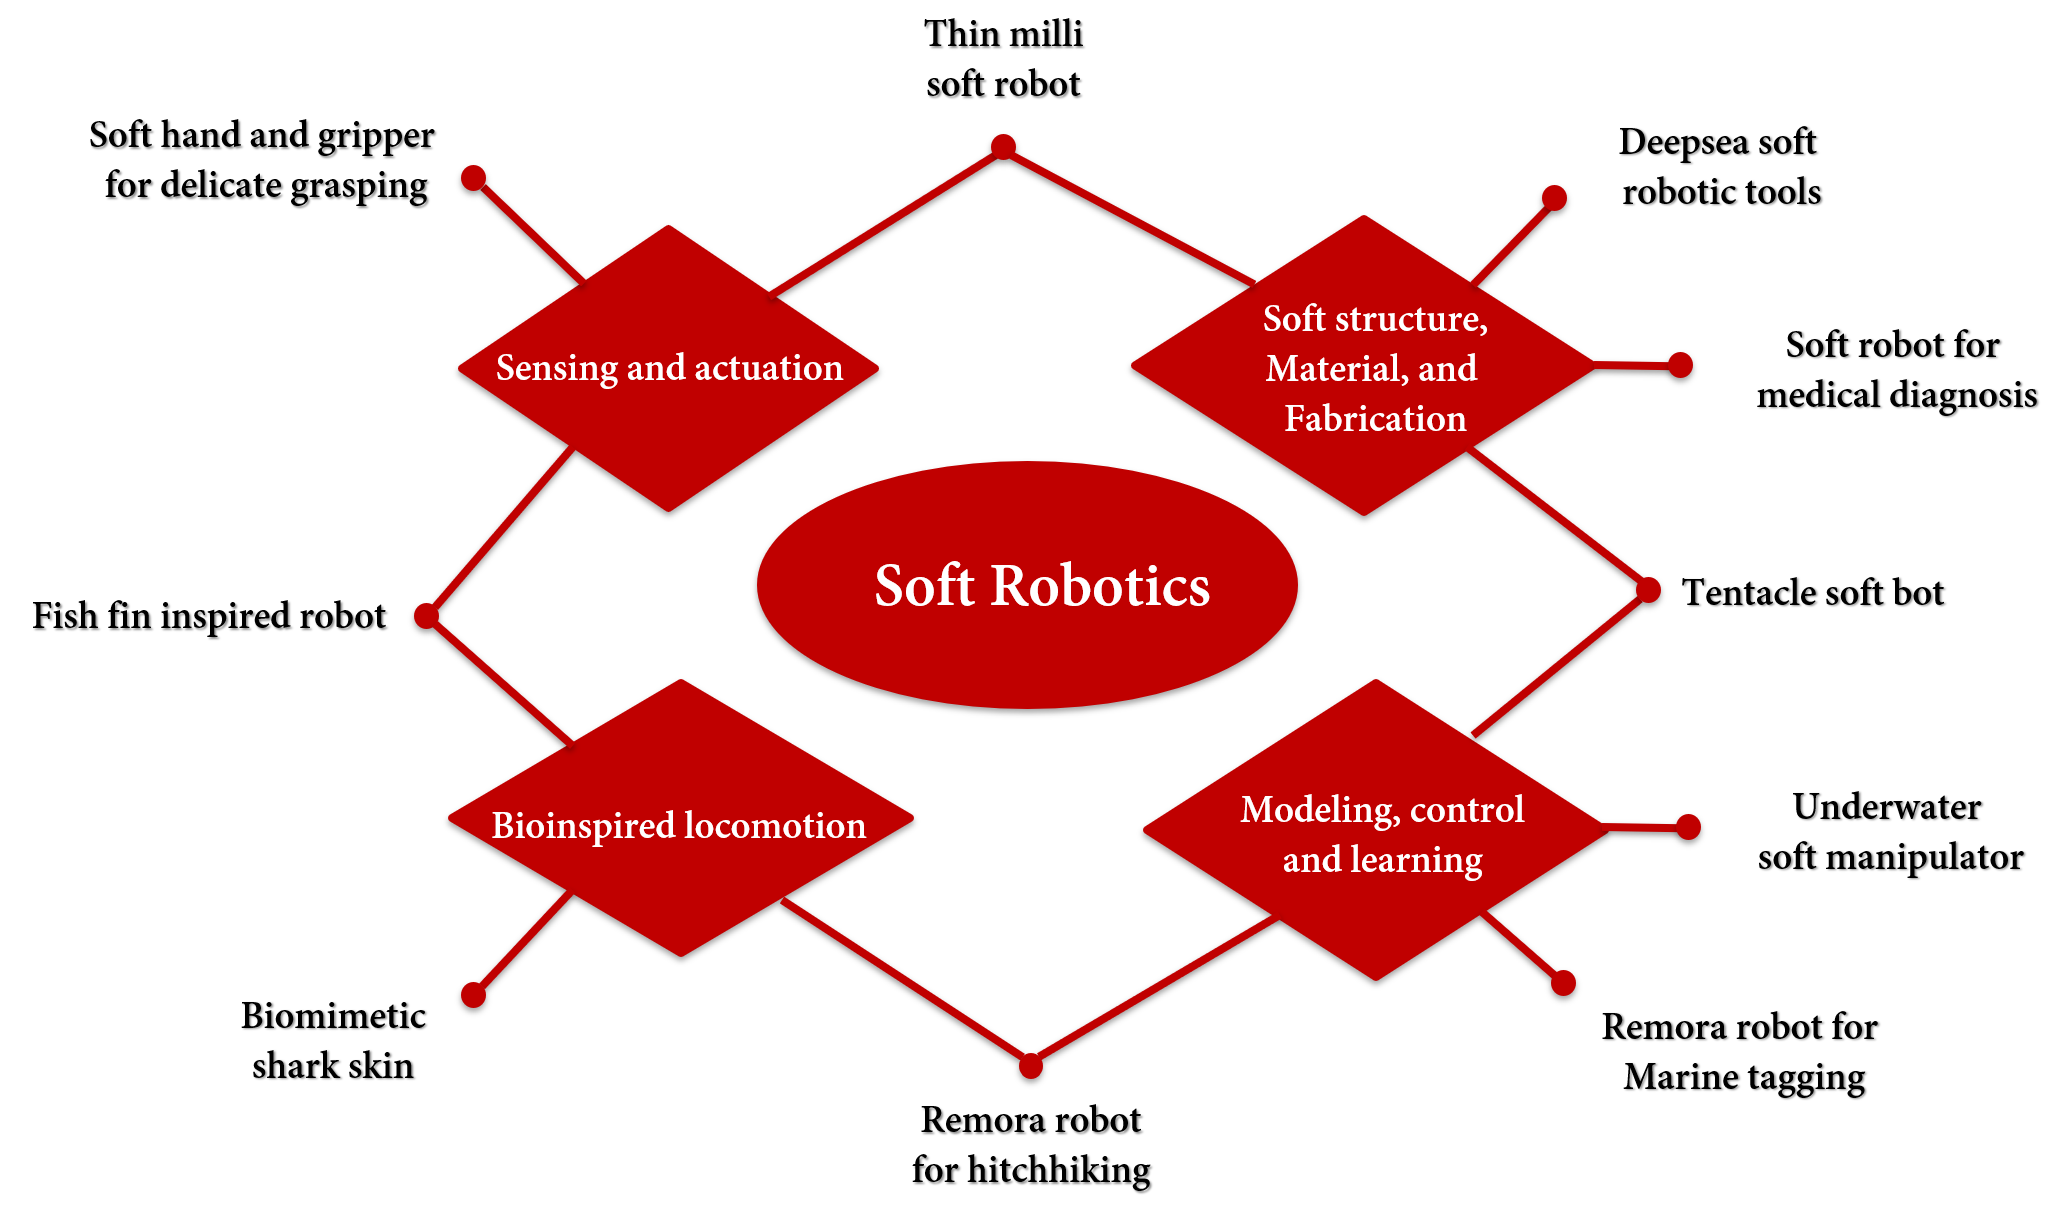 Thin milli
soft robot
Soft hand and gripper
for delicate grasping
Deepsea soft
robotic tools
Sensing and actuation
Soft structure,
Material, and
Fabrication
Soft robot for
medical diagnosis
Soft Robotics
Fish fin inspired robot
Tentacle soft bot
Bioinspired locomotion
Modeling, control
and learning
Underwater
soft manipulator
Biomimetic
shark skin
Remora robot for
Marine tagging
Remora robot
for hitchhiking